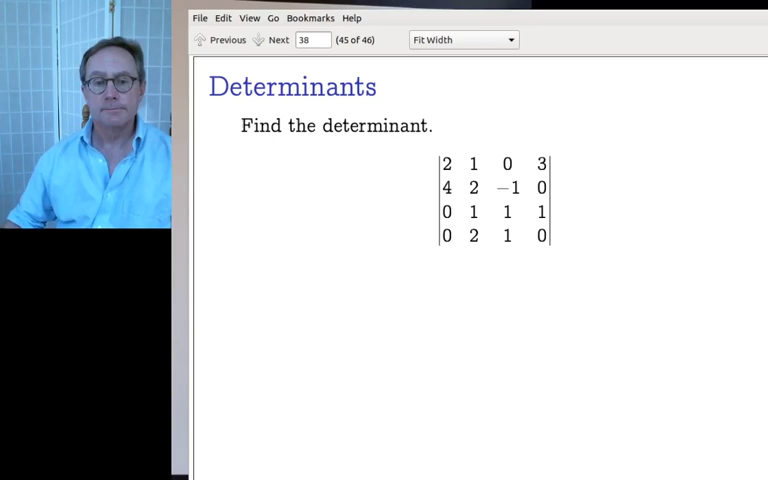 File Edit View Go Bookmarks Help
Previous Next 38 (45 of 46) Fit Width
Determinants
Find the determinant.
2 1 0 3
4 2 −1 0
0 1 1 1
0 2 1 0